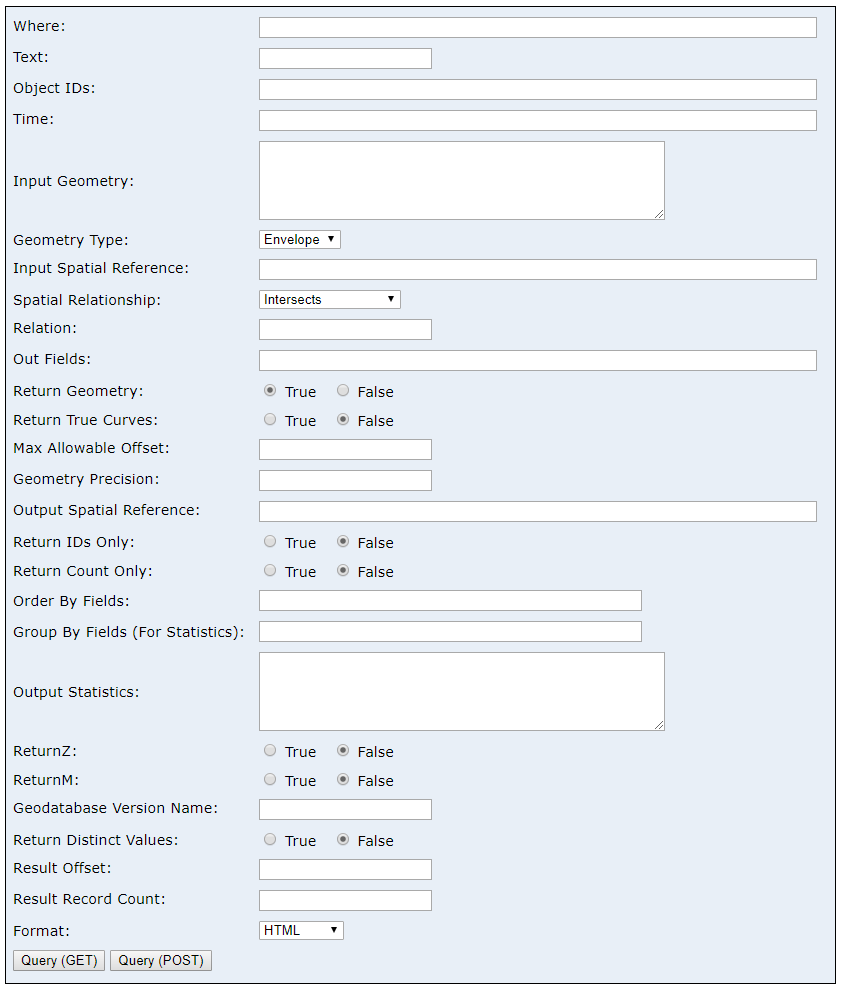 Where:
Text:
Object IDs:
Time:
Input Geometry:
Geometry Type: Envelope
Input Spatial Reference:
Spatial Relationship: Intersects
Relation:
Out Fields:
Return Geometry: True False
Return True Curves: True False
Max Allowable Offset:
Geometry Precision:
Output Spatial Reference:
Return IDs Only: True False
Return Count Only: True False
Order By Fields:
Group By Fields (For Statistics):
Output Statistics:
ReturnZ: True False
ReturnM: True False
Geodatabase Version Name:
Return Distinct Values: True False
Result Offset:
Result Record Count:
Format: HTML
Query (GET) Query (POST)